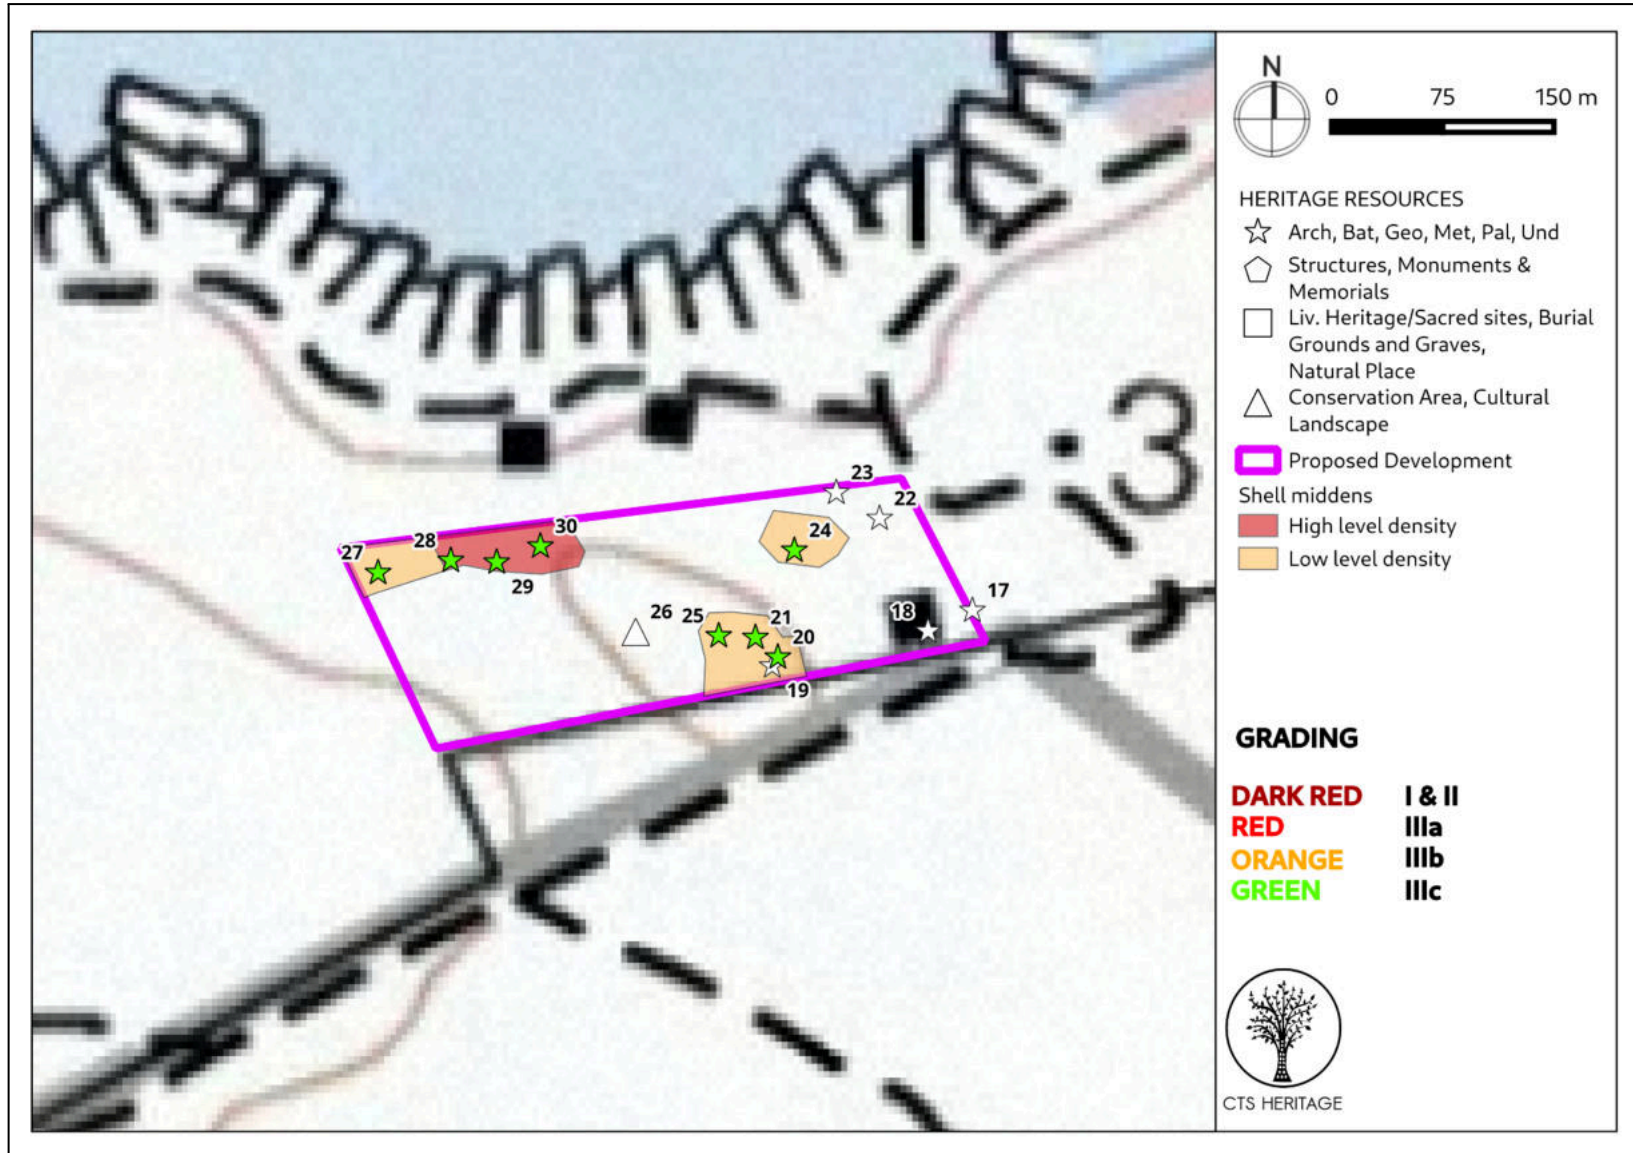 N
0 75 150 m
HERITAGE RESOURCES
Arch, Bat, Geo, Met, Pal, Und
Structures, Monuments &
Memorials
Liv. Heritage/Sacred sites, Burial
Grounds and Graves,
Natural Place
Conservation Area, Cultural
Landscape
Proposed Development
Shell middens
High level density
Low level density
GRADING
DARK RED I & II
RED IIIa
ORANGE IIIb
GREEN IIIc
CTS HERITAGE
3
23
22
30
28
24
27
29
17
18
26
25
21
20
19